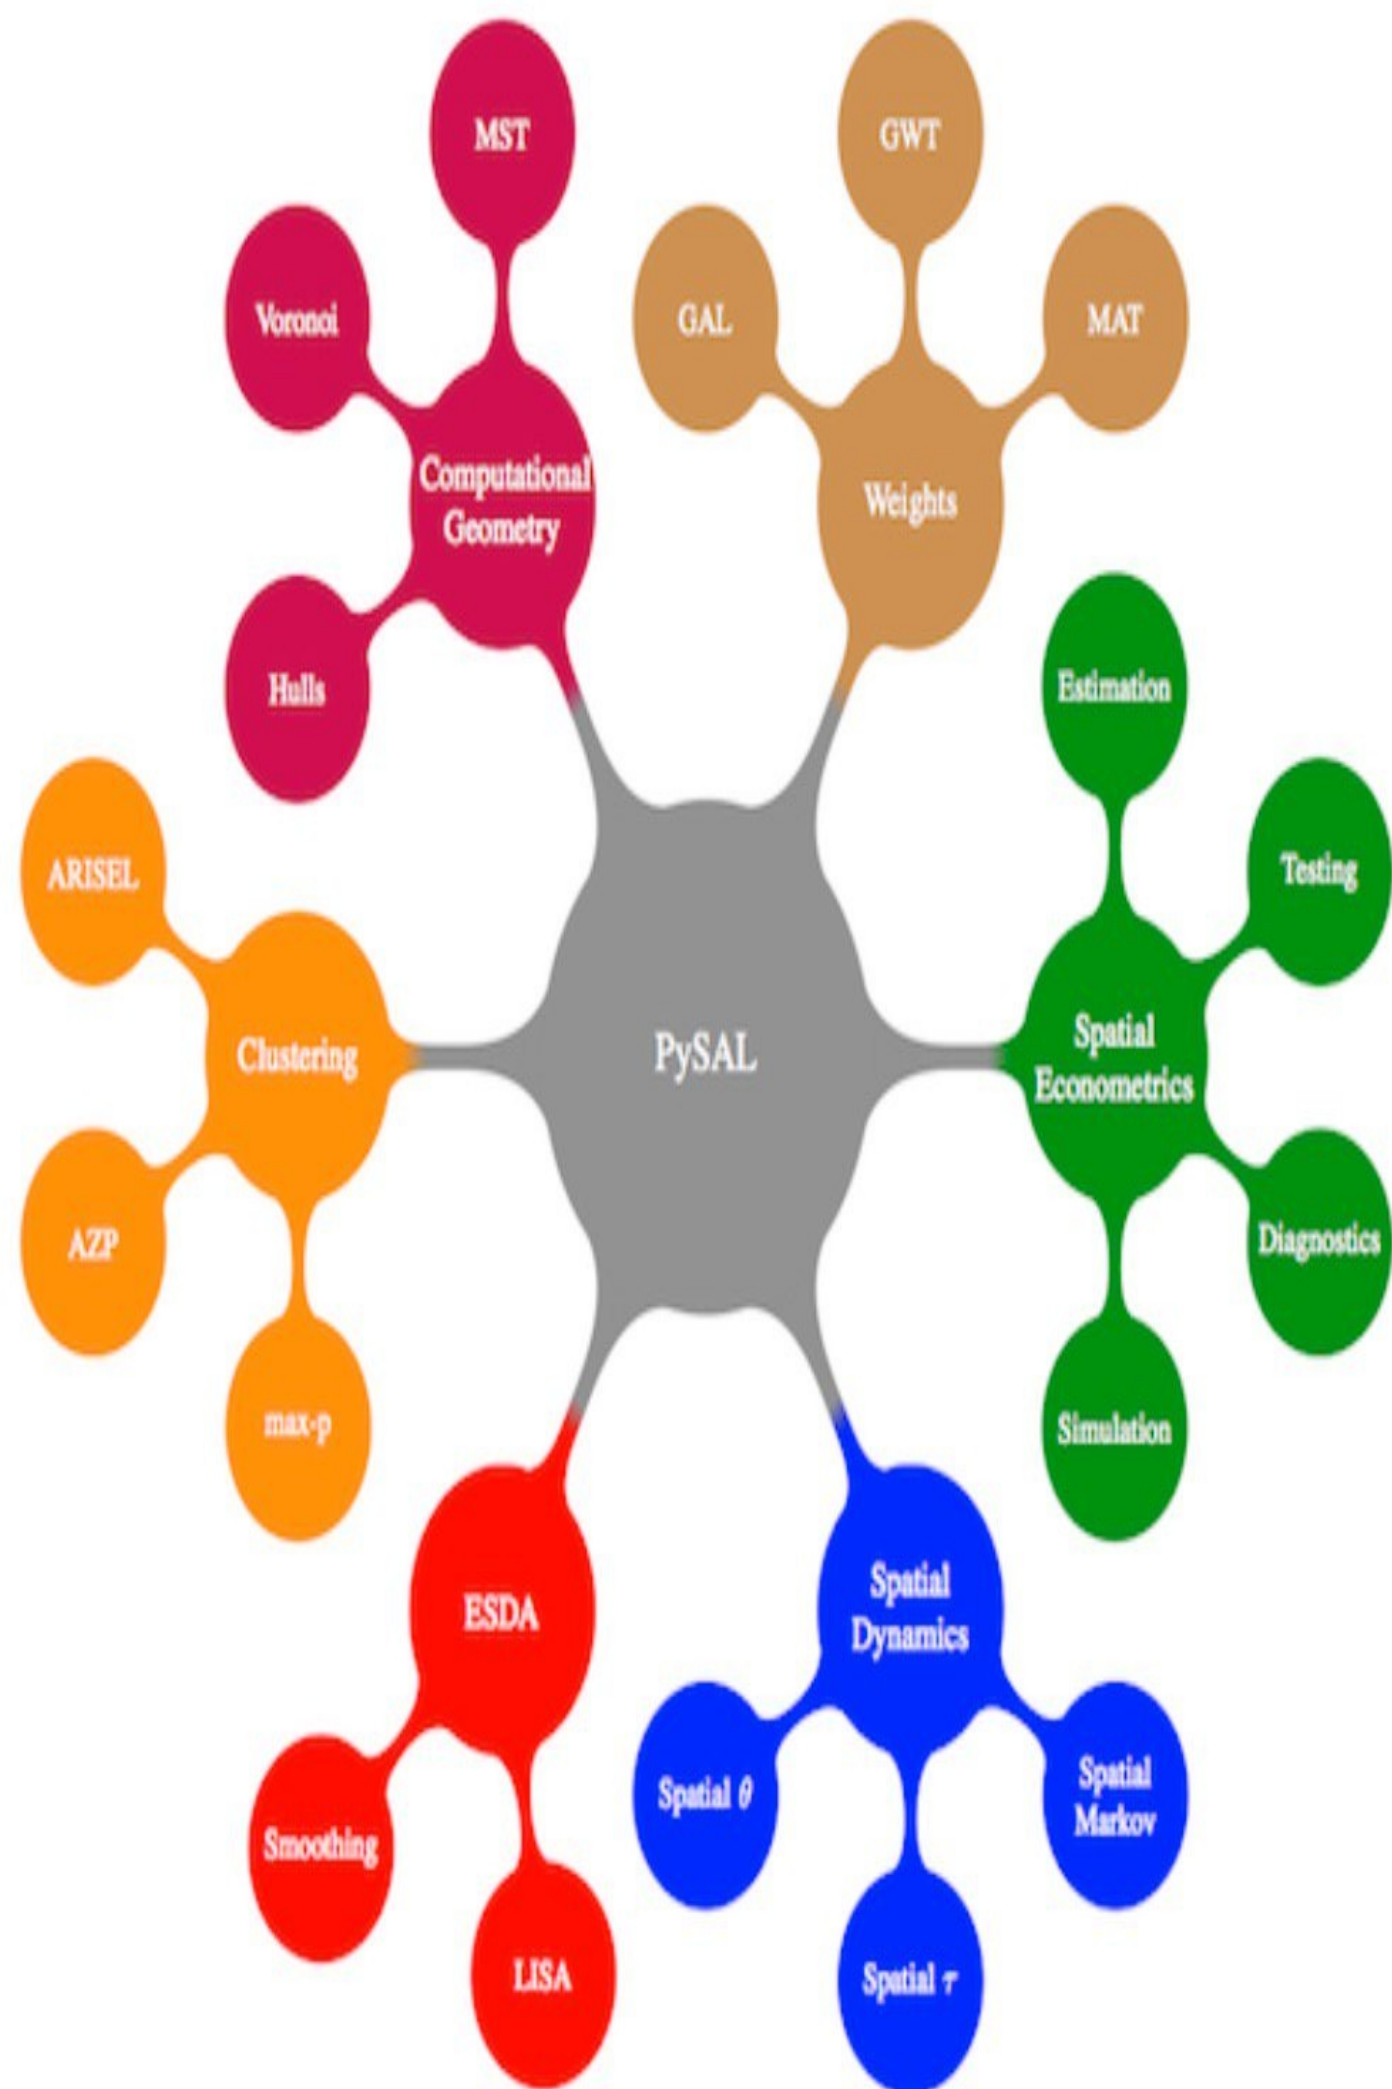 MST
GWT
Voronoi
GAL
MAT
Computational
Geometry
Weights
Hulls
Estimation
ARISEL
Testing
Clustering
PySAL
Spatial
Econometrics
AZP
Diagnostics
max-p
Simulation
ESDA
Spatial
Dynamics
Smoothing
Spatial θ
Spatial
Markov
LISA
Spatial τ